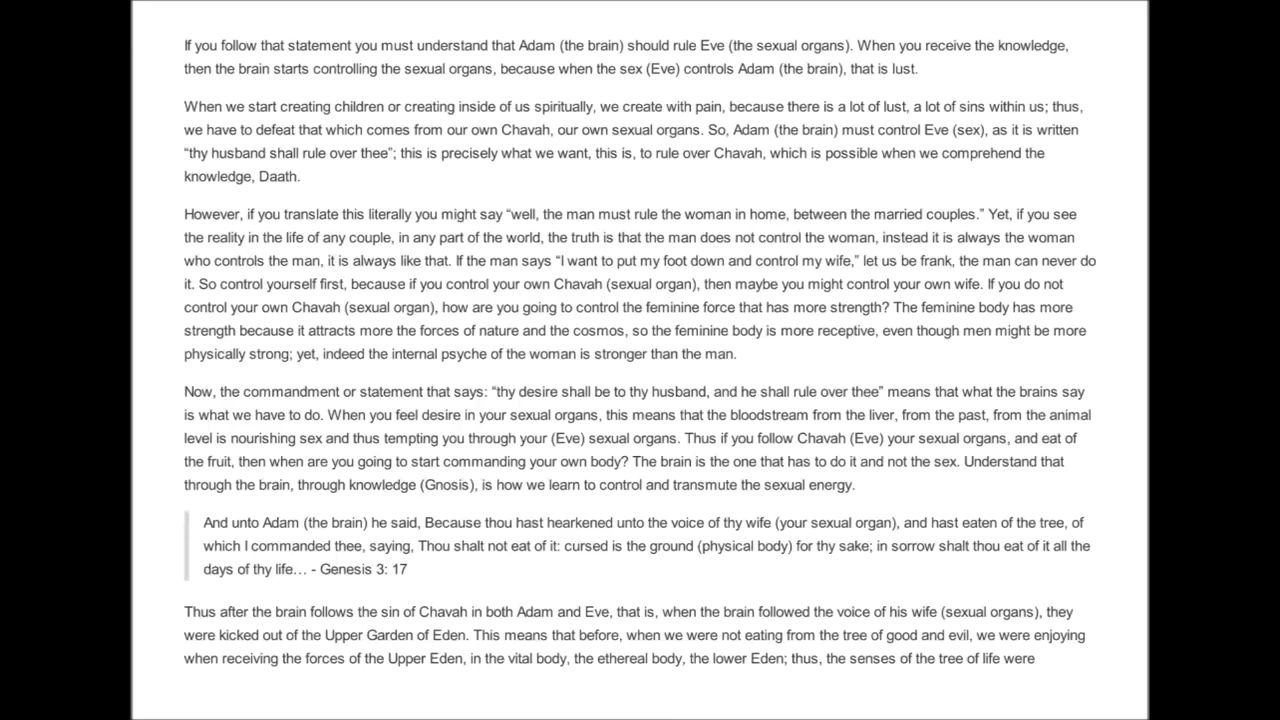 If you follow that statement you must understand that Adam (the brain) should rule Eve (the sexual organs). When you receive the knowledge,
then the brain starts controlling the sexual organs, because when the sex (Eve) controls Adam (the brain), that is lust.
When we start creating children or creating inside of us spiritually, we create with pain, because there is a lot of lust, a lot of sins within us; thus,
we have to defeat that which comes from our own Chavah, our own sexual organs. So, Adam (the brain) must control Eve (sex), as it is written
“thy husband shall rule over thee”; this is precisely what we want, this is, to rule over Chavah, which is possible when we comprehend the
knowledge, Daath.
However, if you translate this literally you might say “well, the man must rule the woman in home, between the married couples.” Yet, if you see
the reality in the life of any couple, in any part of the world, the truth is that the man does not control the woman, instead it is always the woman
who controls the man, it is always like that. If the man says “I want to put my foot down and control my wife,” let us be frank, the man can never do
it. So control yourself first, because if you control your own Chavah (sexual organ), then maybe you might control your own wife. If you do not
control your own Chavah (sexual organ), how are you going to control the feminine force that has more strength? The feminine body has more
strength because it attracts more the forces of nature and the cosmos, so the feminine body is more receptive, even though men might be more
physically strong; yet, indeed the internal psyche of the woman is stronger than the man.
Now, the commandment or statement that says: “thy desire shall be to thy husband, and he shall rule over thee” means that what the brains say
is what we have to do. When you feel desire in your sexual organs, this means that the bloodstream from the liver, from the past, from the animal
level is nourishing sex and thus tempting you through your (Eve) sexual organs. Thus if you follow Chavah (Eve) your sexual organs, and eat of
the fruit, then when are you going to start commanding your own body? The brain is the one that has to do it and not the sex. Understand that
through the brain, through knowledge (Gnosis), is how we learn to control and transmute the sexual energy.
And unto Adam (the brain) he said, Because thou hast hearkened unto the voice of thy wife (your sexual organ), and hast eaten of the tree, of
which I commanded thee, saying, Thou shalt not eat of it: cursed is the ground (physical body) for thy sake; in sorrow shalt thou eat of it all the
days of thy life… - Genesis 3: 17
Thus after the brain follows the sin of Chavah in both Adam and Eve, that is, when the brain followed the voice of his wife (sexual organs), they
were kicked out of the Upper Garden of Eden. This means that before, when we were not eating from the tree of good and evil, we were enjoying
when receiving the forces of the Upper Eden, in the vital body, the ethereal body, the lower Eden; thus, the senses of the tree of life were